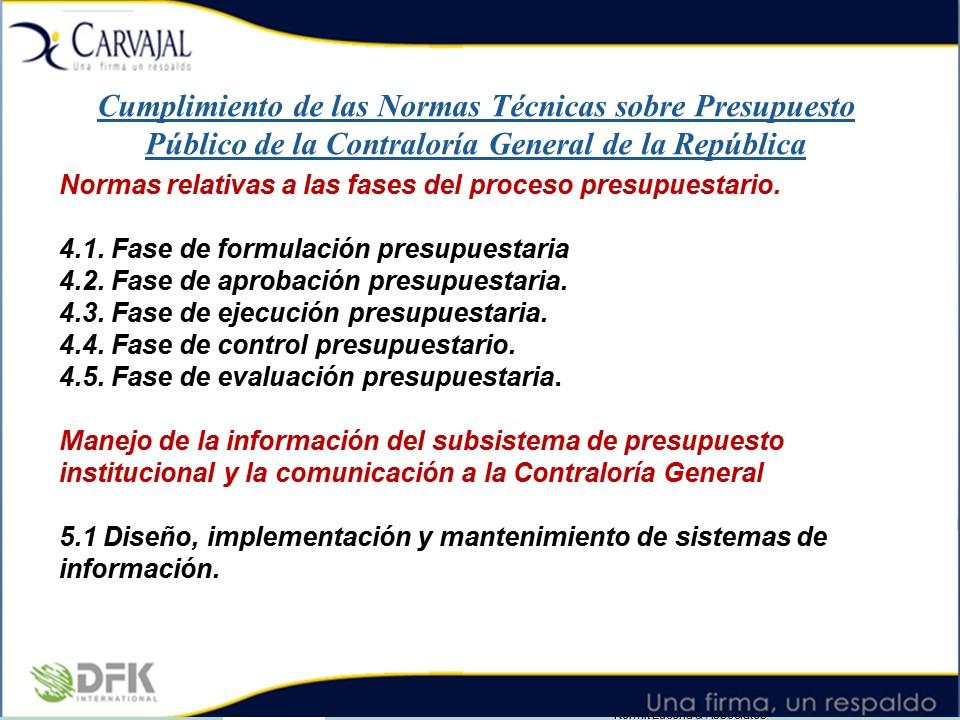 CARVAJAL
Una firma un respaldo
Cumplimiento de las Normas Técnicas sobre Presupuesto
Público de la Contraloría General de la República
Normas relativas a las fases del proceso presupuestario.
4.1. Fase de formulación presupuestaria
4.2. Fase de aprobación presupuestaria.
4.3. Fase de ejecución presupuestaria.
4.4. Fase de control presupuestario.
4.5. Fase de evaluación presupuestaria.
Manejo de la información del subsistema de presupuesto
institucional y la comunicación a la Contraloría General
5.1 Diseño, implementación y mantenimiento de sistemas de
información.
DFK
INTERNATIONAL
Una firma, un respaldo